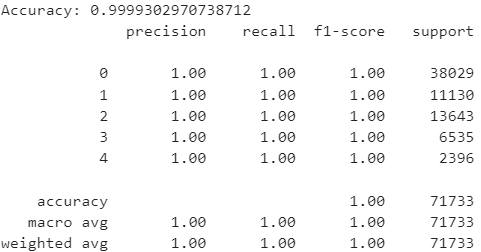 Accuracy: 0.9999302970738712
precision recall f1-score support
0 1.00 1.00 1.00 38029
1 1.00 1.00 1.00 11130
2 1.00 1.00 1.00 13643
3 1.00 1.00 1.00 6535
4 1.00 1.00 1.00 2396
accuracy 1.00 71733
macro avg 1.00 1.00 1.00 71733
weighted avg 1.00 1.00 1.00 71733